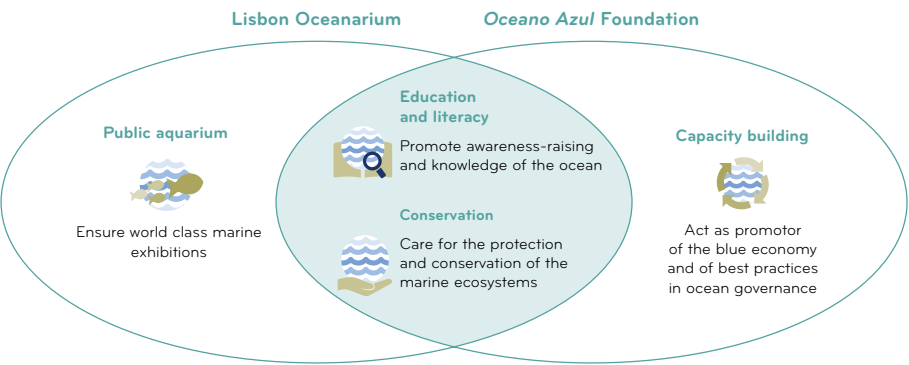 Lisbon Oceanarium
Oceano Azul Foundation
Public aquarium
Ensure world class marine
exhibitions
Education
and literacy
Promote awareness-raising
and knowledge of the ocean
Conservation
Care for the protection
and conservation of the
marine ecosystems
Capacity building
Act as promotor
of the blue economy
and of best practices
in ocean governance